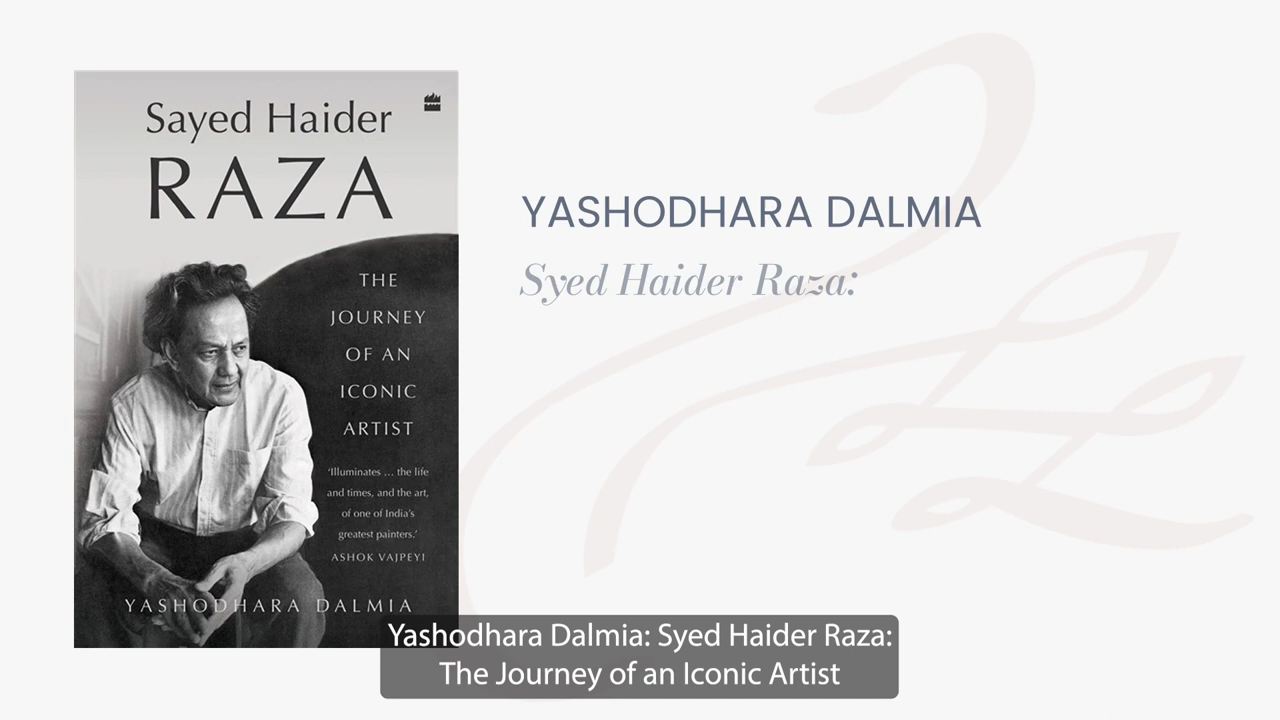 Sayed Haider
RAZA
THE
JOURNEY
OF AN
ICONIC
ARTIST
'Illuminates ... the life
and times, and the art,
of one of India's
greatest painters.'
ASHOK VAJPEYI
YASHODHARA DALMIA
YASHODHARA DALMIA
Syed Haider Raza:
Yashodhara Dalmia: Syed Haider Raza:
The Journey of an Iconic Artist